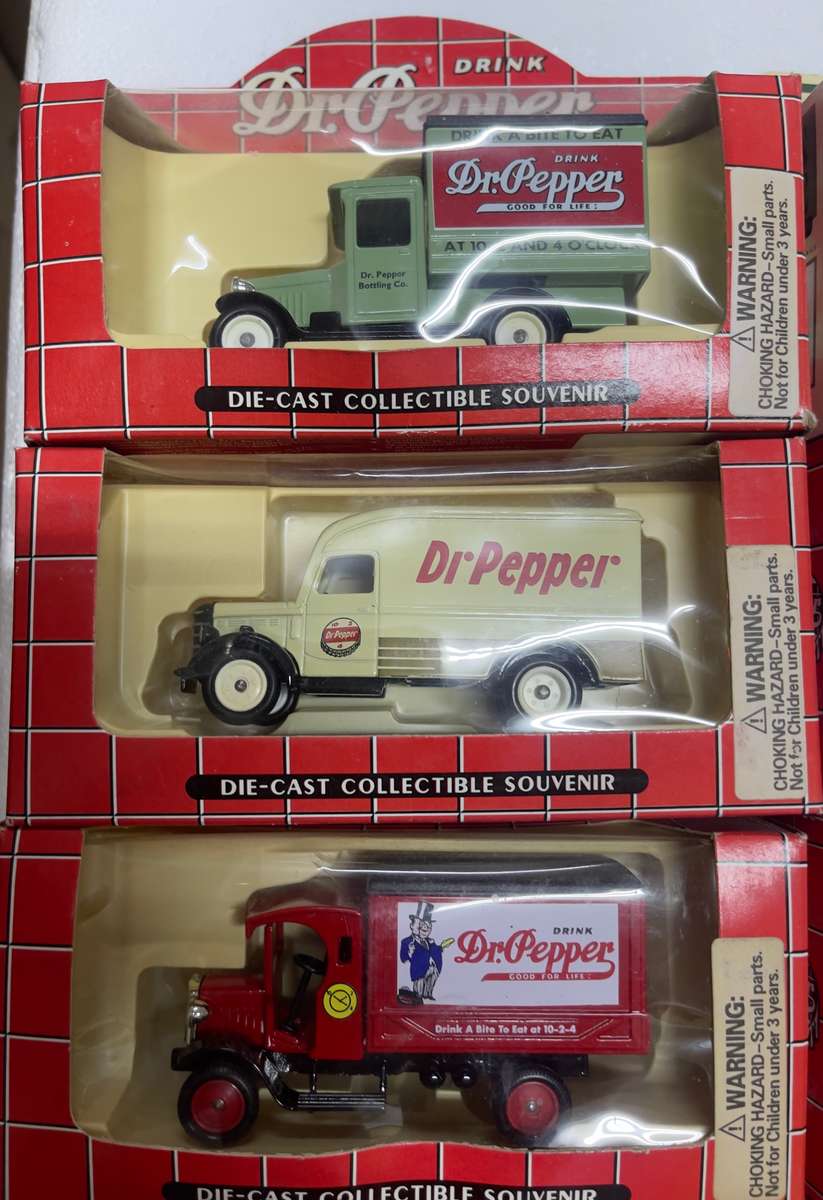 DRINK
Dr. Pepper
DRINK A BITE TO EAT
DRINK
Dr. Pepper
GOOD FOR LIFE!
AT 10 2 AND 4 O'CLOCK
Dr. Pepper
Bottling Co.
WARNING:
CHOKING HAZARD–Small parts.
Not for Children under 3 years.
DIE-CAST COLLECTIBLE SOUVENIR
Dr Pepper
10 2
Dr Pepper
4
WARNING:
CHOKING HAZARD–Small parts.
Not for Children under 3 years.
DIE-CAST COLLECTIBLE SOUVENIR
DRINK
Dr. Pepper
GOOD FOR LIFE!
Drink A Bite To Eat at 10-2-4
WARNING:
CHOKING HAZARD–Small parts.
Not for Children under 3 years.
DIE-CAST COLLECTIBLE SOUVENIR